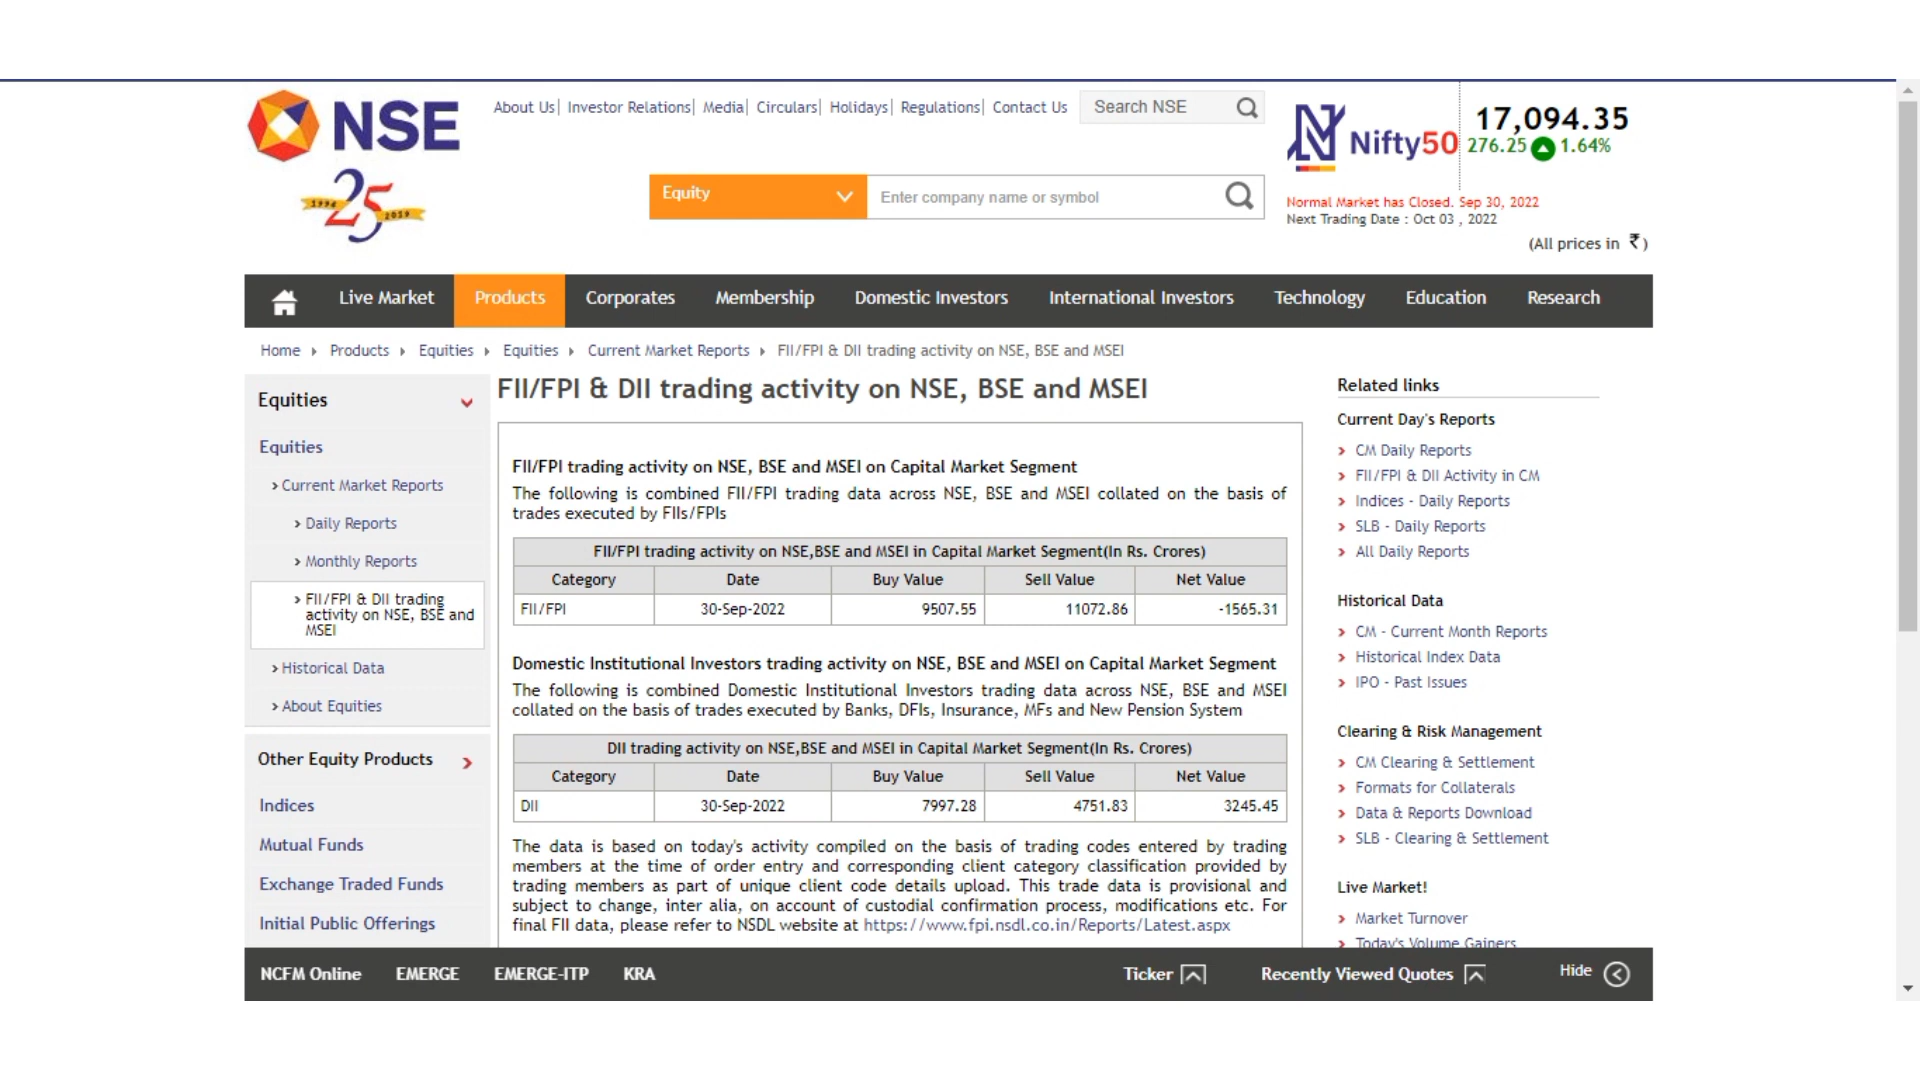 NSE
1994 25 2019
About Us| Investor Relations| Media| Circulars| Holidays| Regulations| Contact Us
Search NSE
Equity
Enter company name or symbol
Nifty50
17,094.35
276.25 1.64%
Normal Market has Closed. Sep 30, 2022
Next Trading Date : Oct 03 , 2022
(All prices in ₹ )
Live Market Products Corporates Membership Domestic Investors International Investors Technology Education Research
Home Products Equities Equities Current Market Reports FII/FPI & DII trading activity on NSE, BSE and MSEI
Equities
Equities
Current Market Reports
Daily Reports
Monthly Reports
FII/FPI & DII trading
activity on NSE, BSE and
MSEI
Historical Data
About Equities
Other Equity Products
Indices
Mutual Funds
Exchange Traded Funds
Initial Public Offerings
FII/FPI & DII trading activity on NSE, BSE and MSEI
FII/FPI trading activity on NSE, BSE and MSEI on Capital Market Segment
The following is combined FII/FPI trading data across NSE, BSE and MSEI collated on the basis of
trades executed by FIIs/FPIs
FII/FPI trading activity on NSE,BSE and MSEI in Capital Market Segment(In Rs. Crores)
Category Date Buy Value Sell Value Net Value
FII/FPI 30-Sep-2022 9507.55 11072.86 -1565.31
Domestic Institutional Investors trading activity on NSE, BSE and MSEI on Capital Market Segment
The following is combined Domestic Institutional Investors trading data across NSE, BSE and MSEI
collated on the basis of trades executed by Banks, DFIs, Insurance, MFs and New Pension System
DII trading activity on NSE,BSE and MSEI in Capital Market Segment(In Rs. Crores)
Category Date Buy Value Sell Value Net Value
DII 30-Sep-2022 7997.28 4751.83 3245.45
The data is based on today's activity compiled on the basis of trading codes entered by trading
members at the time of order entry and corresponding client category classification provided by
trading members as part of unique client code details upload. This trade data is provisional and
subject to change, inter alia, on account of custodial confirmation process, modifications etc. For
final FII data, please refer to NSDL website at https://www.fpi.nsdl.co.in/Reports/Latest.aspx
Related links
Current Day's Reports
CM Daily Reports
FII/FPI & DII Activity in CM
Indices - Daily Reports
SLB - Daily Reports
All Daily Reports
Historical Data
CM - Current Month Reports
Historical Index Data
IPO - Past Issues
Clearing & Risk Management
CM Clearing & Settlement
Formats for Collaterals
Data & Reports Download
SLB - Clearing & Settlement
Live Market!
Market Turnover
Today's Volume Gainers
NCFM Online EMERGE EMERGE-ITP KRA Ticker Recently Viewed Quotes Hide